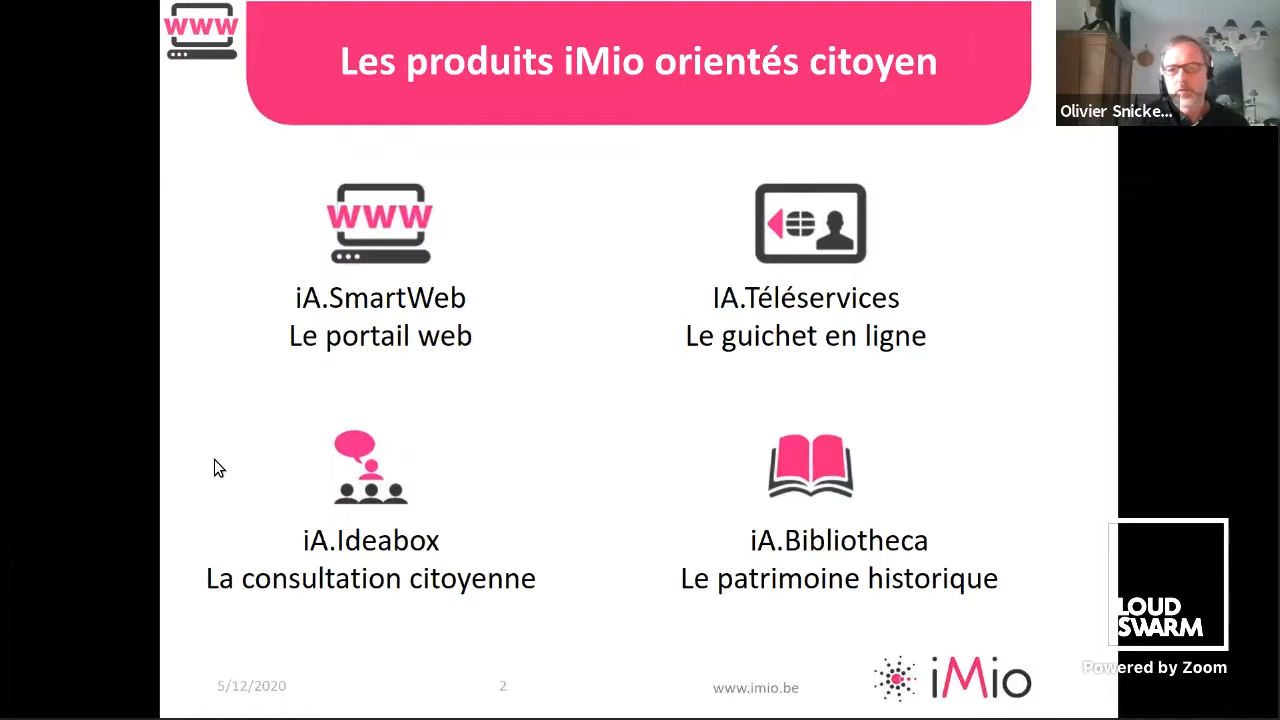 www
Les produits iMio orientés citoyen
Olivier Snicke...
www
iA.SmartWeb
Le portail web
IA.Téléservices
Le guichet en ligne
iA.Ideabox
La consultation citoyenne
iA.Bibliotheca
Le patrimoine historique
LOUD
SWARM
Powered by Zoom
5/12/2020
2
www.imio.be
iMio